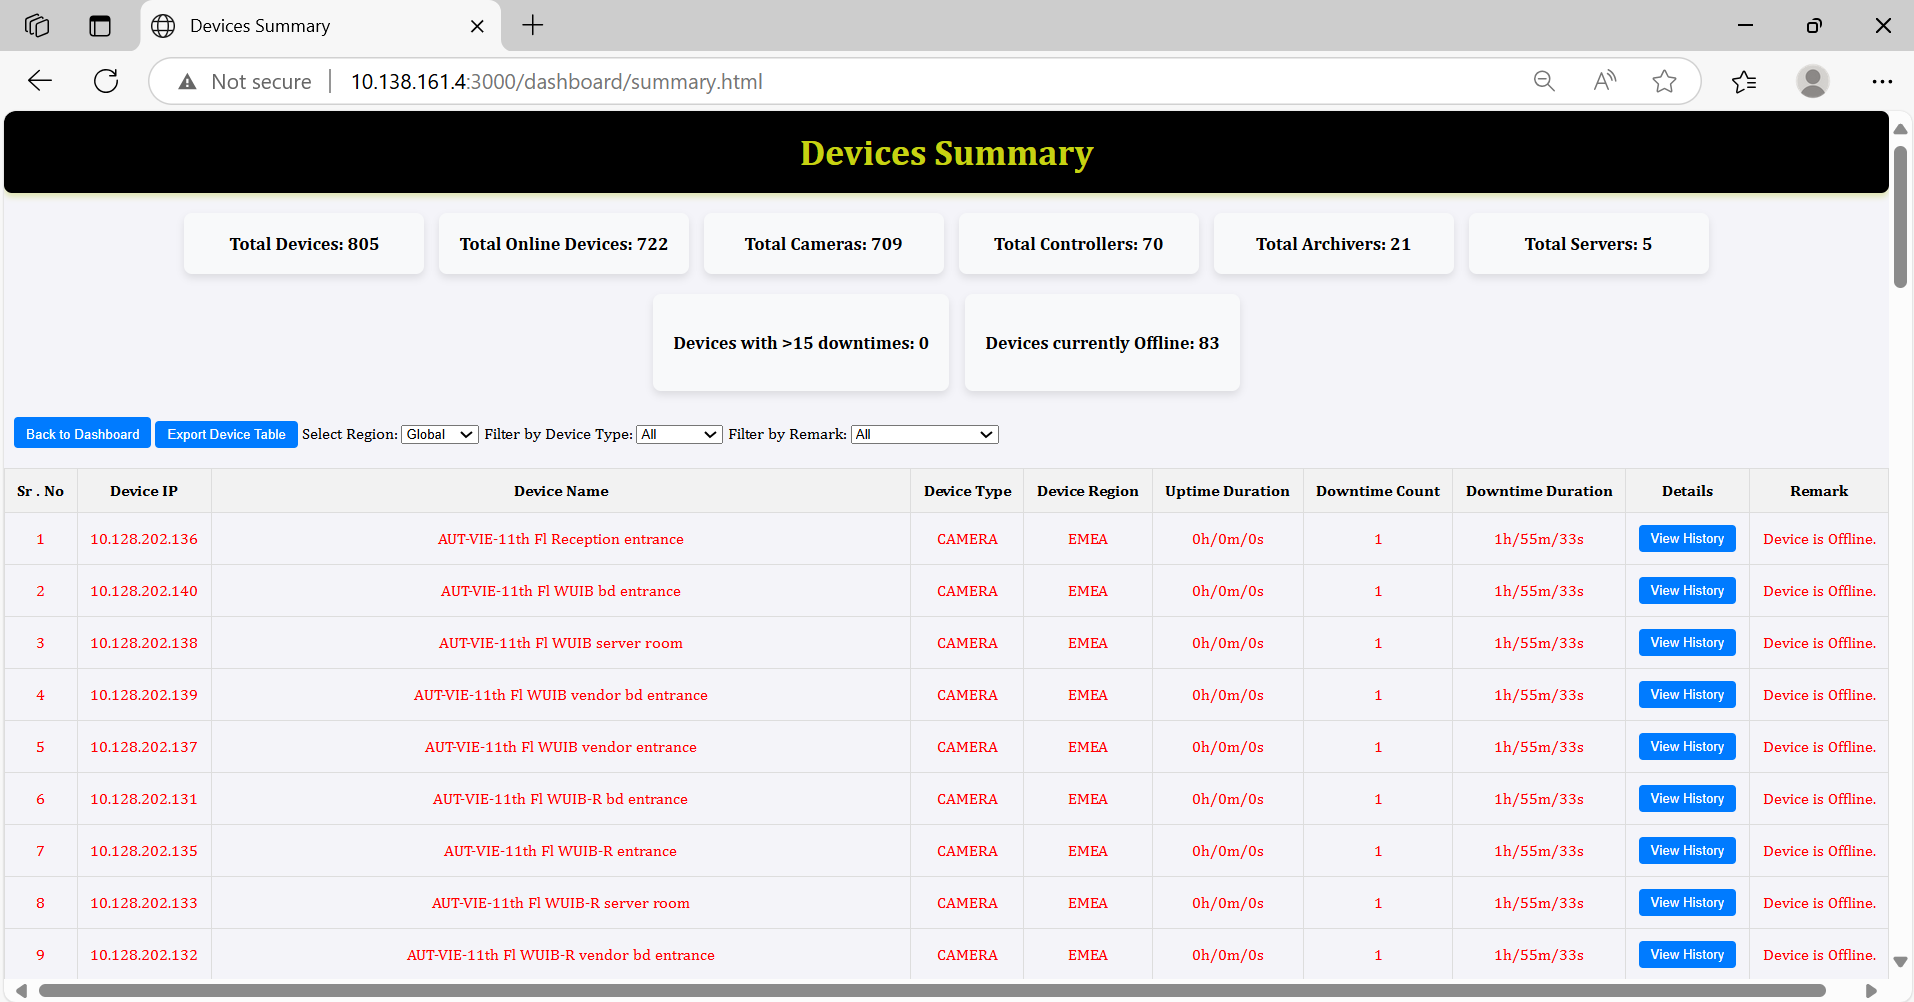 Devices Summary
Not secure 10.138.161.4:3000/dashboard/summary.html
Devices Summary
Total Devices: 805 Total Online Devices: 722 Total Cameras: 709 Total Controllers: 70 Total Archivers: 21 Total Servers: 5
Devices with >15 downtimes: 0 Devices currently Offline: 83
Back to Dashboard Export Device Table Select Region: Global Filter by Device Type: All Filter by Remark: All
Sr . No Device IP Device Name Device Type Device Region Uptime Duration Downtime Count Downtime Duration Details Remark
1 10.128.202.136 AUT-VIE-11th Fl Reception entrance CAMERA EMEA 0h/0m/0s 1 1h/55m/33s View History Device is Offline.
2 10.128.202.140 AUT-VIE-11th Fl WUIB bd entrance CAMERA EMEA 0h/0m/0s 1 1h/55m/33s View History Device is Offline.
3 10.128.202.138 AUT-VIE-11th Fl WUIB server room CAMERA EMEA 0h/0m/0s 1 1h/55m/33s View History Device is Offline.
4 10.128.202.139 AUT-VIE-11th Fl WUIB vendor bd entrance CAMERA EMEA 0h/0m/0s 1 1h/55m/33s View History Device is Offline.
5 10.128.202.137 AUT-VIE-11th Fl WUIB vendor entrance CAMERA EMEA 0h/0m/0s 1 1h/55m/33s View History Device is Offline.
6 10.128.202.131 AUT-VIE-11th Fl WUIB-R bd entrance CAMERA EMEA 0h/0m/0s 1 1h/55m/33s View History Device is Offline.
7 10.128.202.135 AUT-VIE-11th Fl WUIB-R entrance CAMERA EMEA 0h/0m/0s 1 1h/55m/33s View History Device is Offline.
8 10.128.202.133 AUT-VIE-11th Fl WUIB-R server room CAMERA EMEA 0h/0m/0s 1 1h/55m/33s View History Device is Offline.
9 10.128.202.132 AUT-VIE-11th Fl WUIB-R vendor bd entrance CAMERA EMEA 0h/0m/0s 1 1h/55m/33s View History Device is Offline.